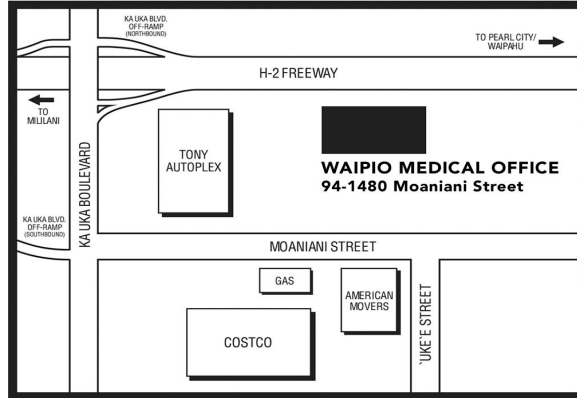 KA UKA BLVD.
OFF-RAMP
(NORTHBOUND)
TO PEARL CITY/
WAIPAHU
H-2 FREEWAY
TO
MILILANI
TONY
AUTOPLEX
WAIPIO MEDICAL OFFICE
94-1480 Moaniani Street
KA UKA BOULEVARD
KA UKA BLVD.
OFF-RAMP
(SOUTHBOUND)
MOANIANI STREET
GAS
AMERICAN
MOVERS
COSTCO
`UKE`E STREET